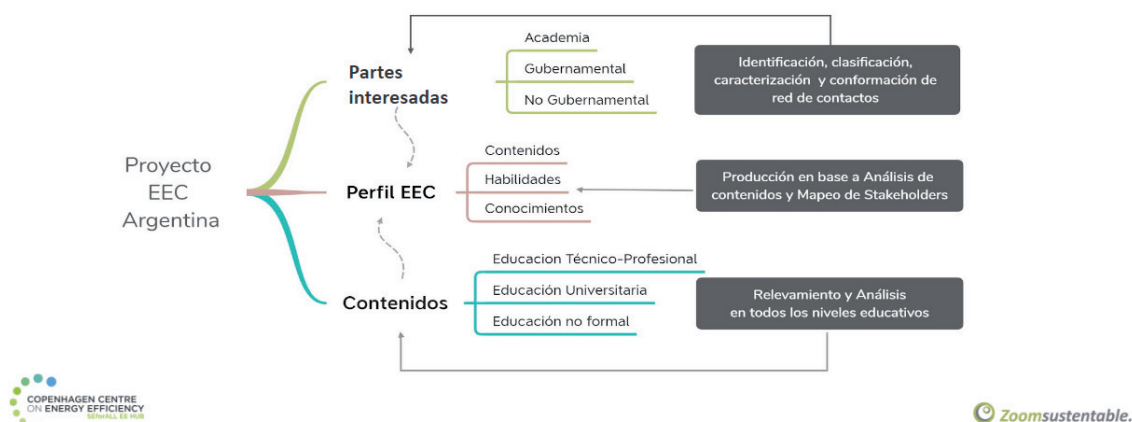 Proyecto
EEC
Argentina
Partes
interesadas
Academia
Gubernamental
No Gubernamental
Identificación, clasificación,
caracterización y conformación de
red de contactos
Perfil EEC
Contenidos
Habilidades
Conocimientos
Producción en base a Análisis de
contenidos y Mapeo de Stakeholders
Contenidos
Educacion Técnico-Profesional
Educación Universitaria
Educación no formal
Relevamiento y Análisis
en todos los niveles educativos
COPENHAGEN CENTRE
ON ENERGY EFFICIENCY
SEforALL EE HUB
Zoomsustentable.